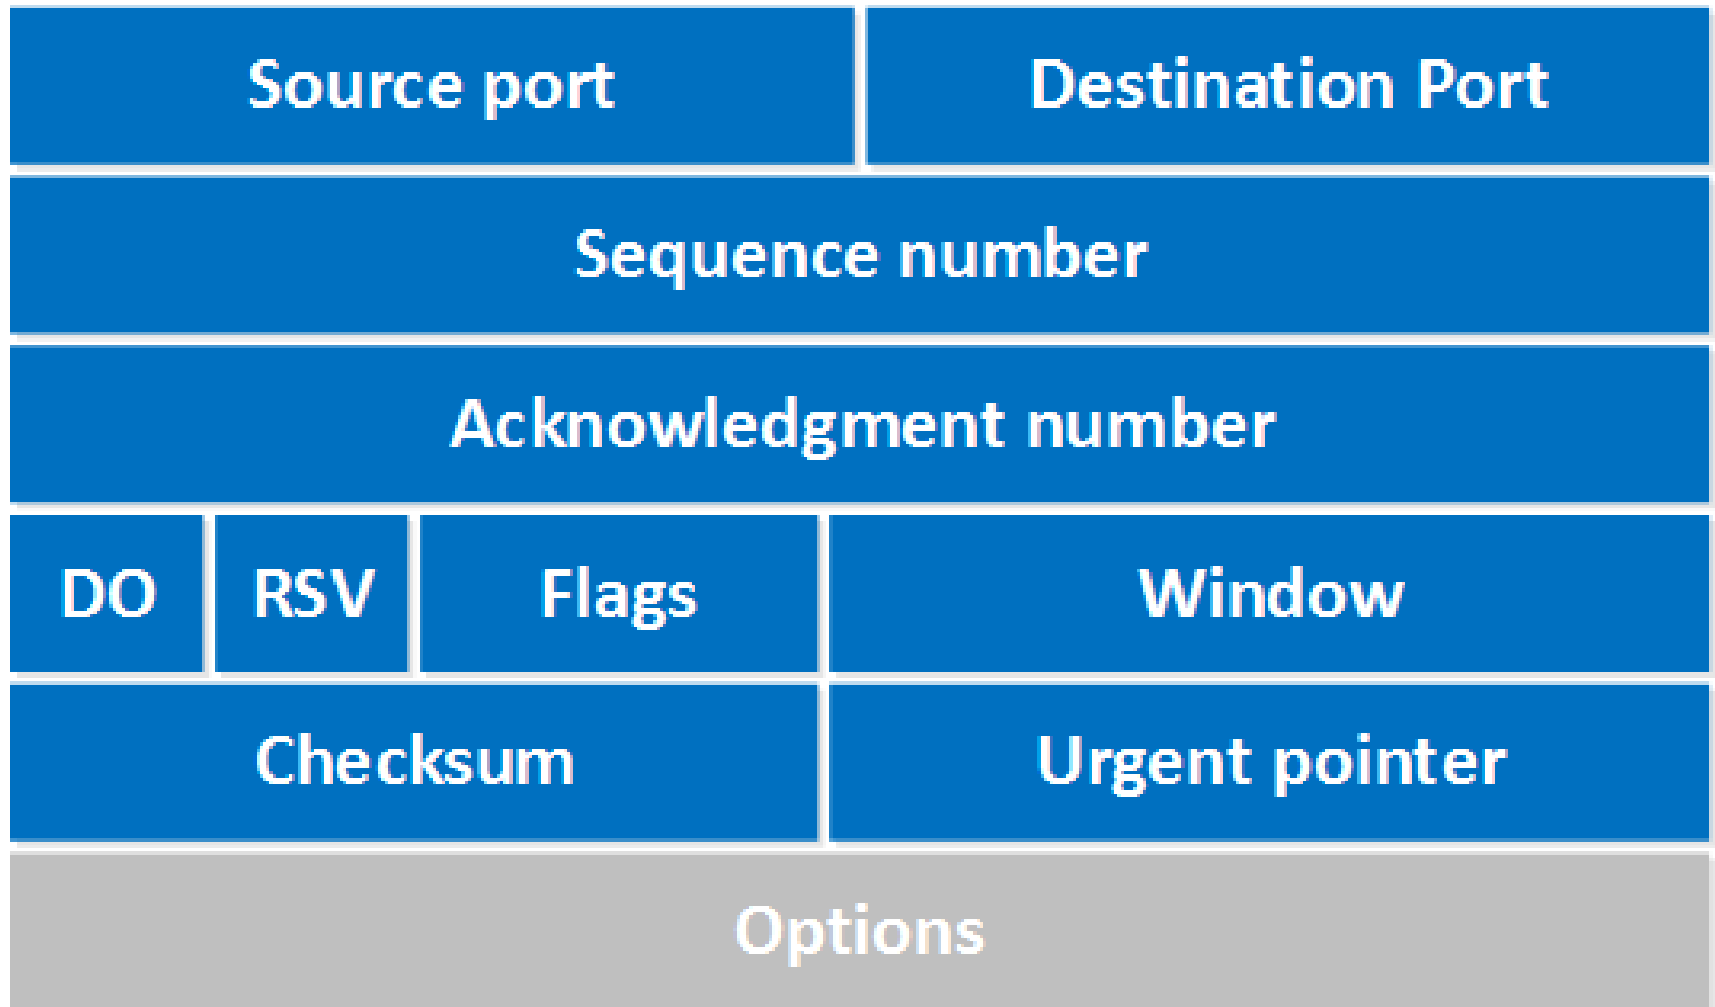 Source port Destination Port
Sequence number
Acknowledgment number
DO RSV Flags Window
Checksum Urgent pointer
Options